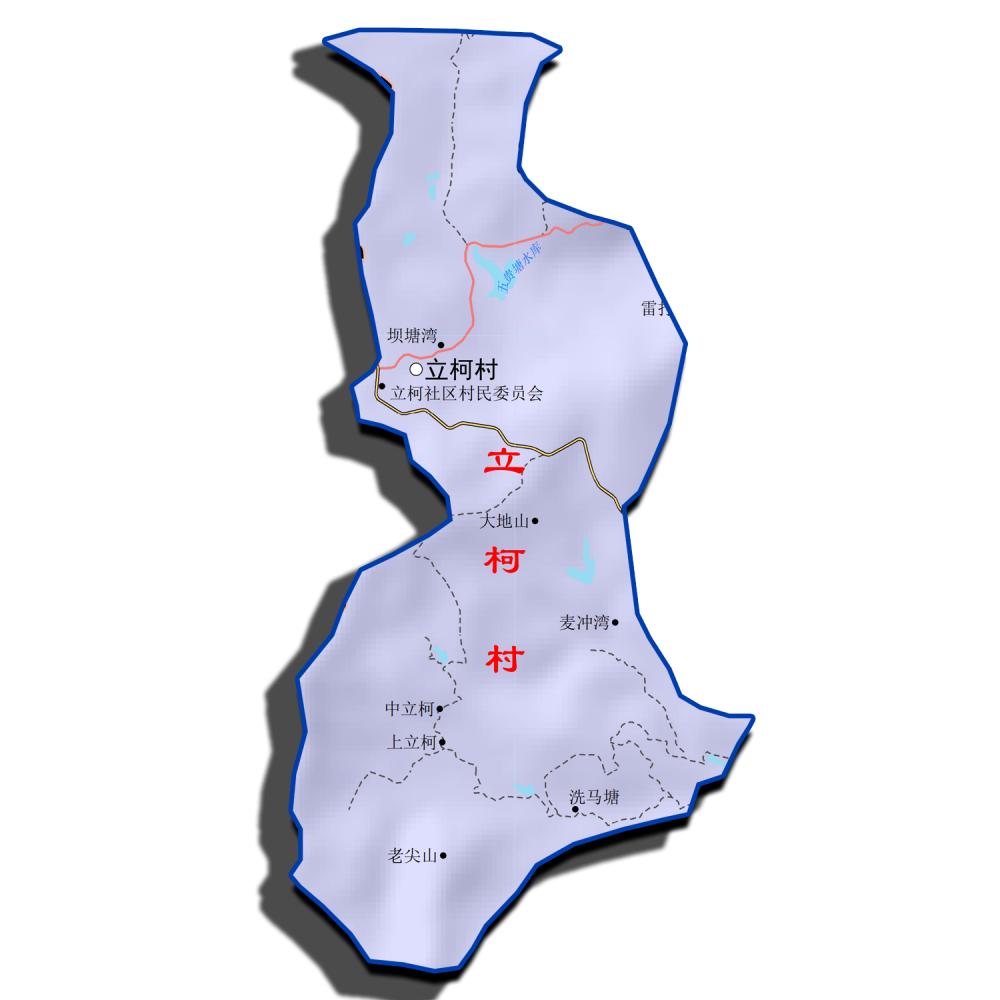 五贵塘水库
雷打
坝塘湾
立柯村
立柯社区村民委员会
立
大地山
柯
麦冲湾
村
中立柯
上立柯
洗马塘
老尖山